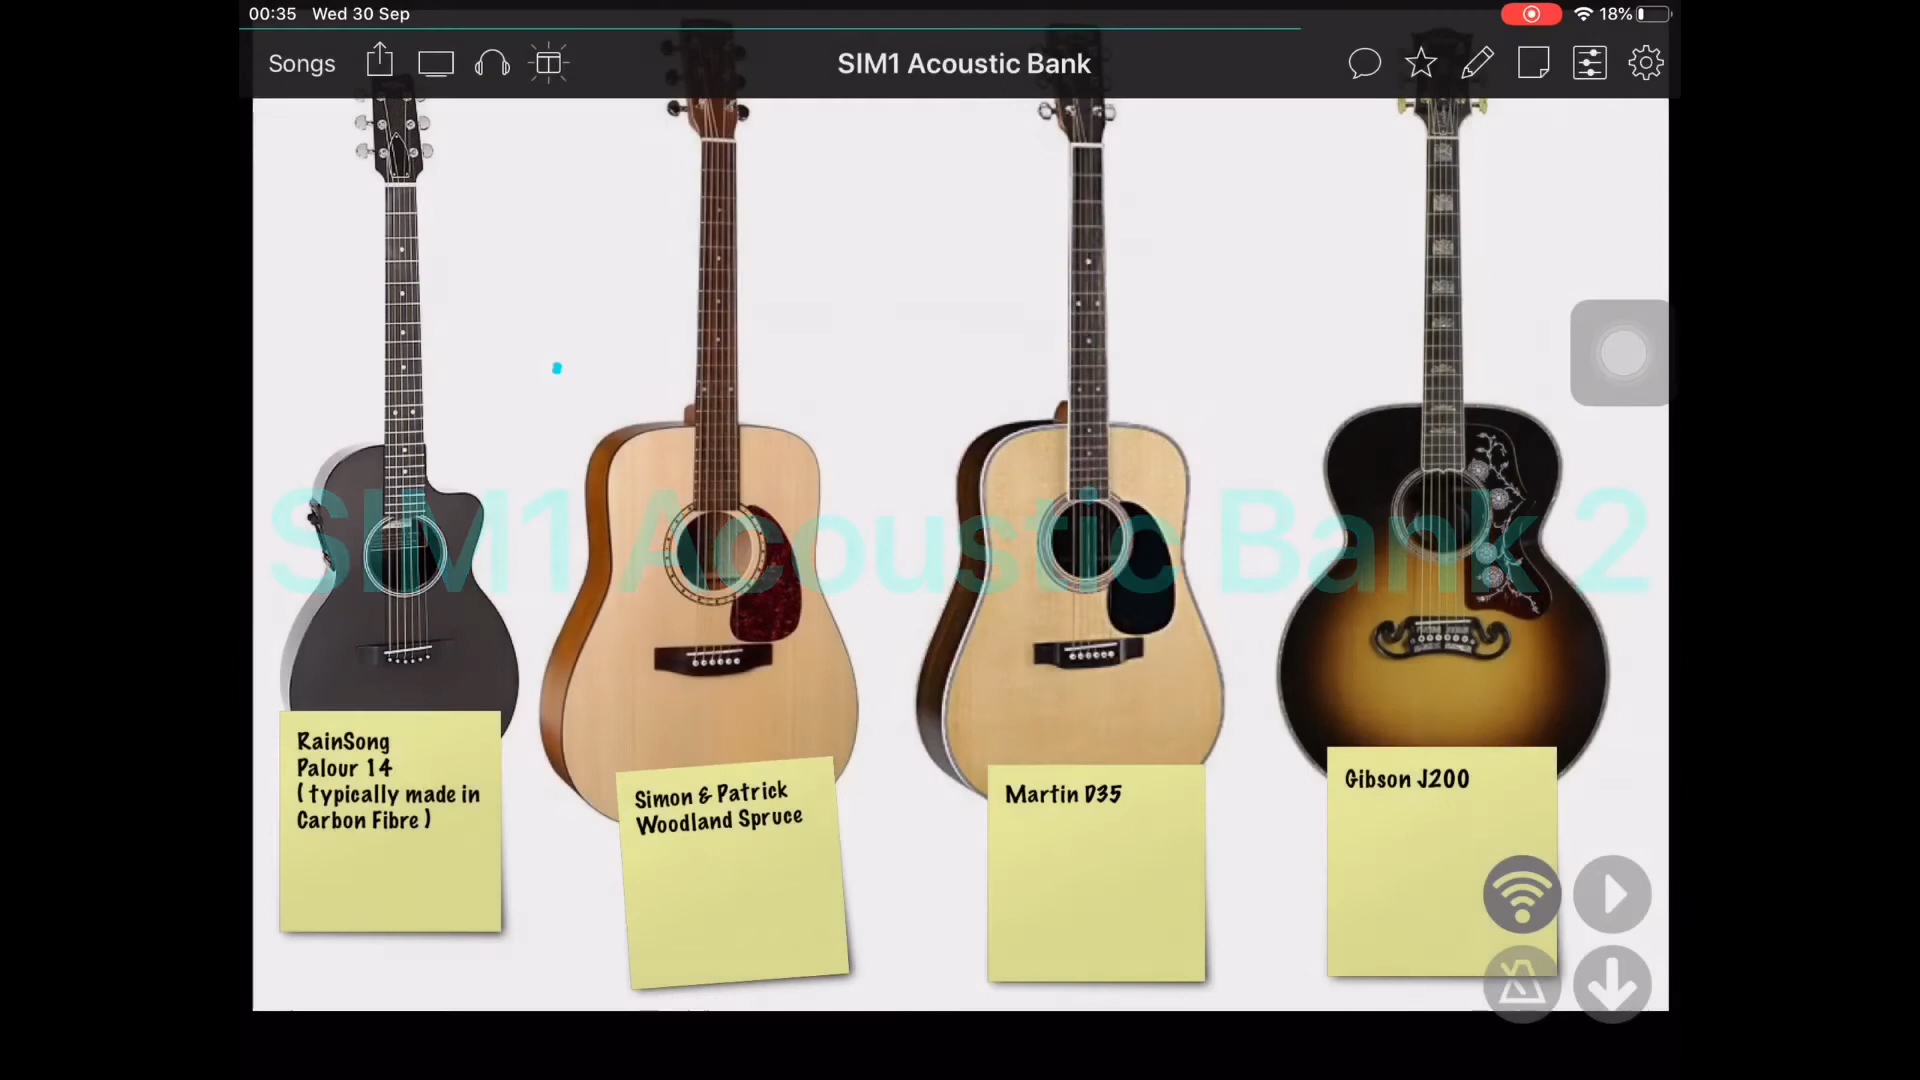 00:35 Wed 30 Sep
18%
Songs
SIM1 Acoustic Bank
SIM1 Acoustic Bank 2
RainSong
Palour 14
( typically made in
Carbon Fibre )
Simon & Patrick
Woodland Spruce
Martin D35
Gibson J200